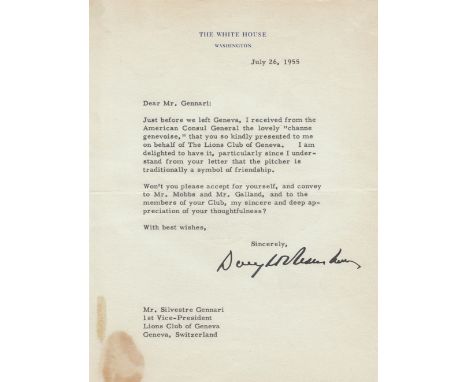 THE WHITE HOUSE
WASHINGTON
July 26, 1955
Dear Mr. Gennari:
Just before we left Geneva, I received from the
American Consul General the lovely "channe
genevoise," that you so kindly presented to me
on behalf of The Lions Club of Geneva. I am
delighted to have it, particularly since I under-
stand from your letter that the pitcher is
traditionally a symbol of friendship.
Won't you please accept for yourself, and convey
to Mr. Mobbs and Mr. Galland, and to the
members of your Club, my sincere and deep ap-
preciation of your thoughtfulness?
With best wishes,
Sincerely,
Dwight D. Eisenhower
Mr. Silvestre Gennari
1st Vice-President
Lions Club of Geneva
Geneva, Switzerland